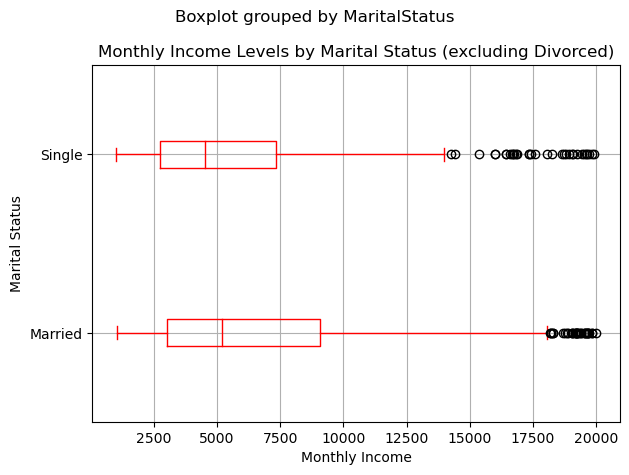 Boxplot grouped by MaritalStatus
Monthly Income Levels by Marital Status (excluding Divorced)
Marital Status
Single
Married
2500 5000 7500 10000 12500 15000 17500 20000
Monthly Income